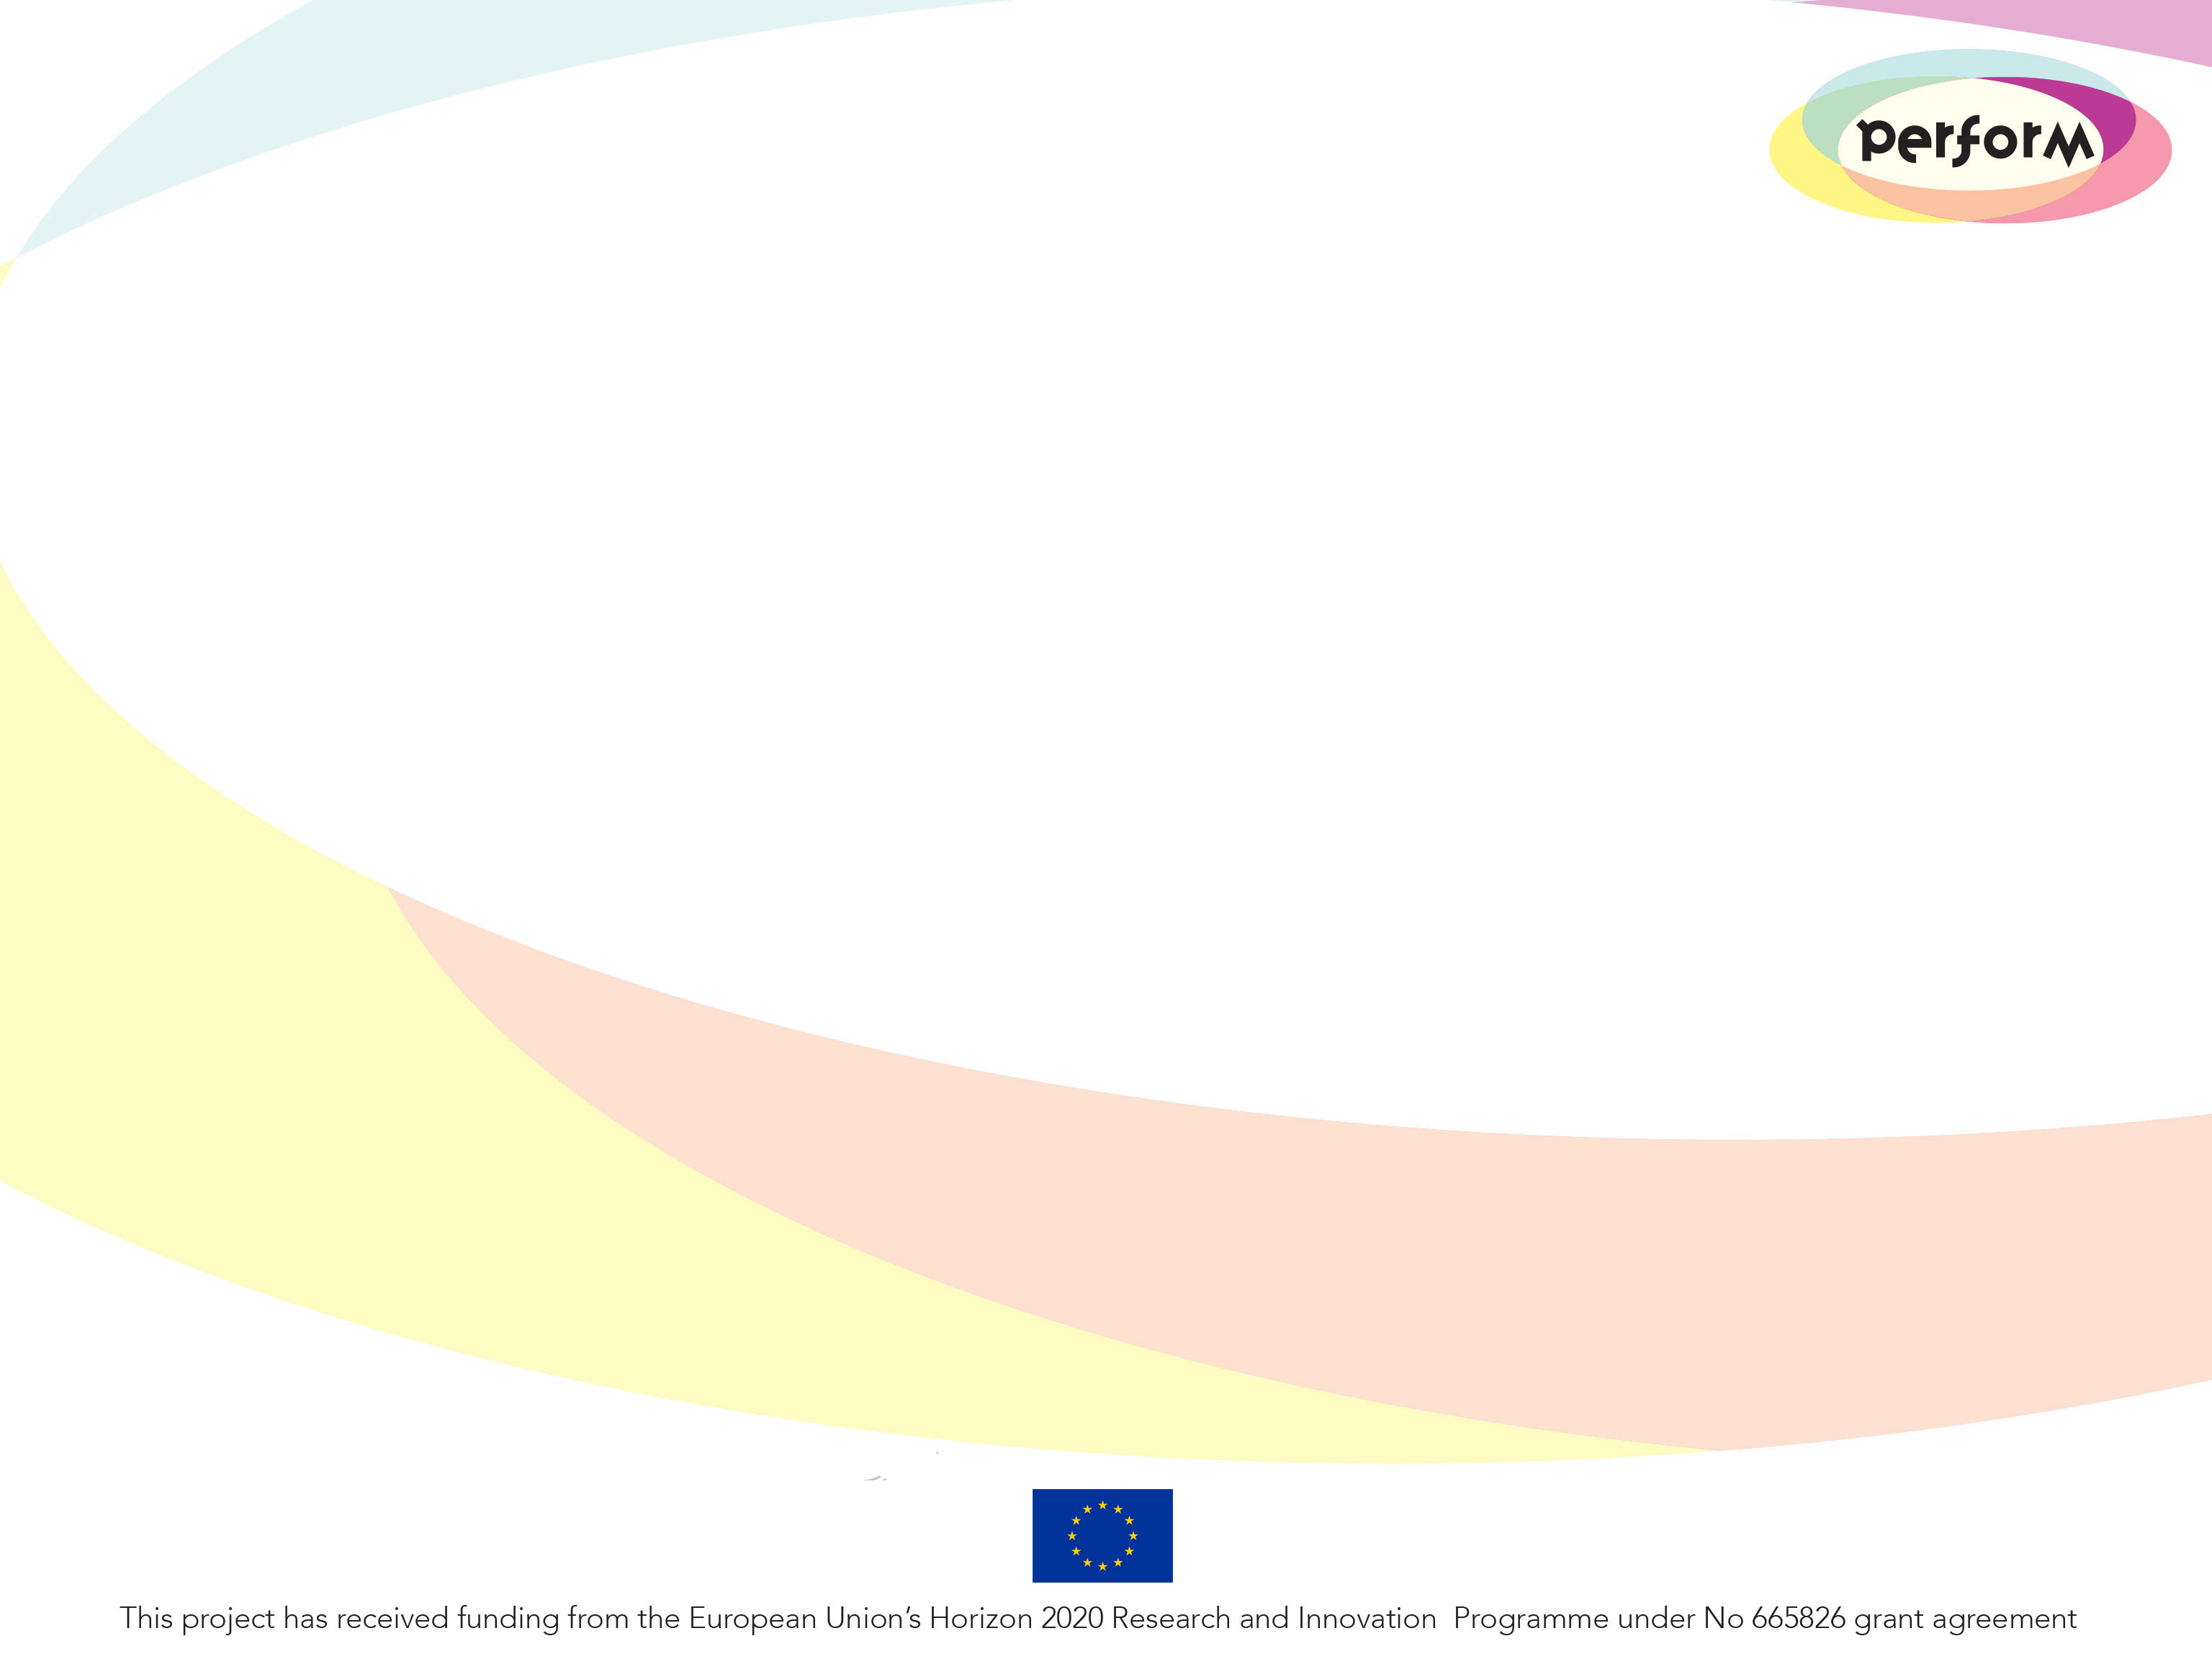 perforM
This project has received funding from the European Union’s Horizon 2020 Research and Innovation  Programme under No 665826 grant agreement